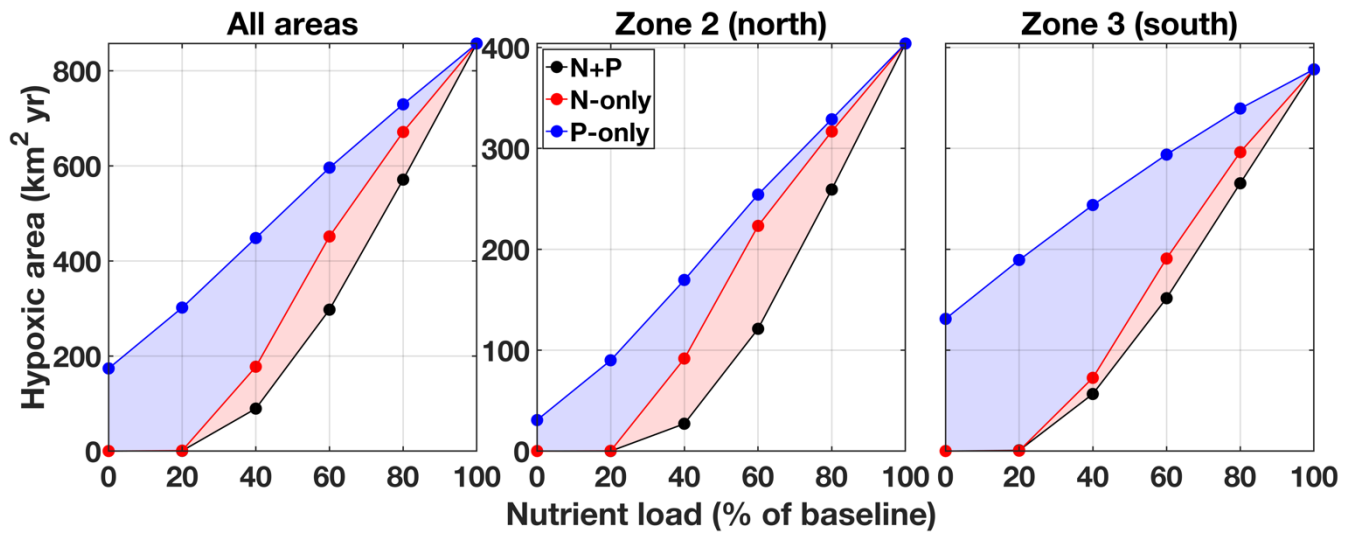 All areas
Zone 2 (north)
Zone 3 (south)
Hypoxic area (km² yr)
800
600
400
200
0
0 20 40 60 80 100
400
300
200
100
0
N+P
N-only
P-only
0 20 40 60 80 100
0 20 40 60 80 100
Nutrient load (% of baseline)